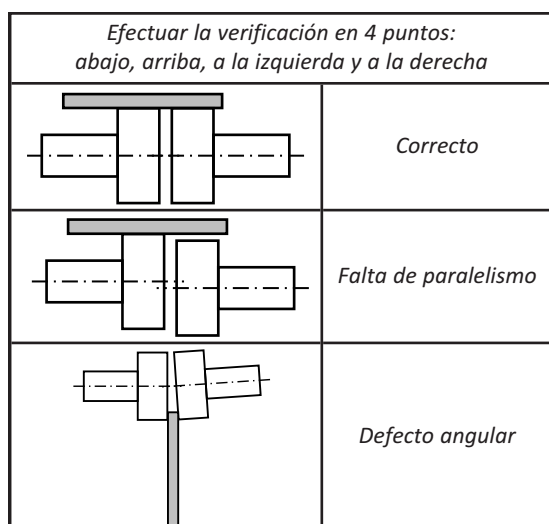 Efectuar la verificación en 4 puntos:
abajo, arriba, a la izquierda y a la derecha
Correcto
Falta de paralelismo
Defecto angular